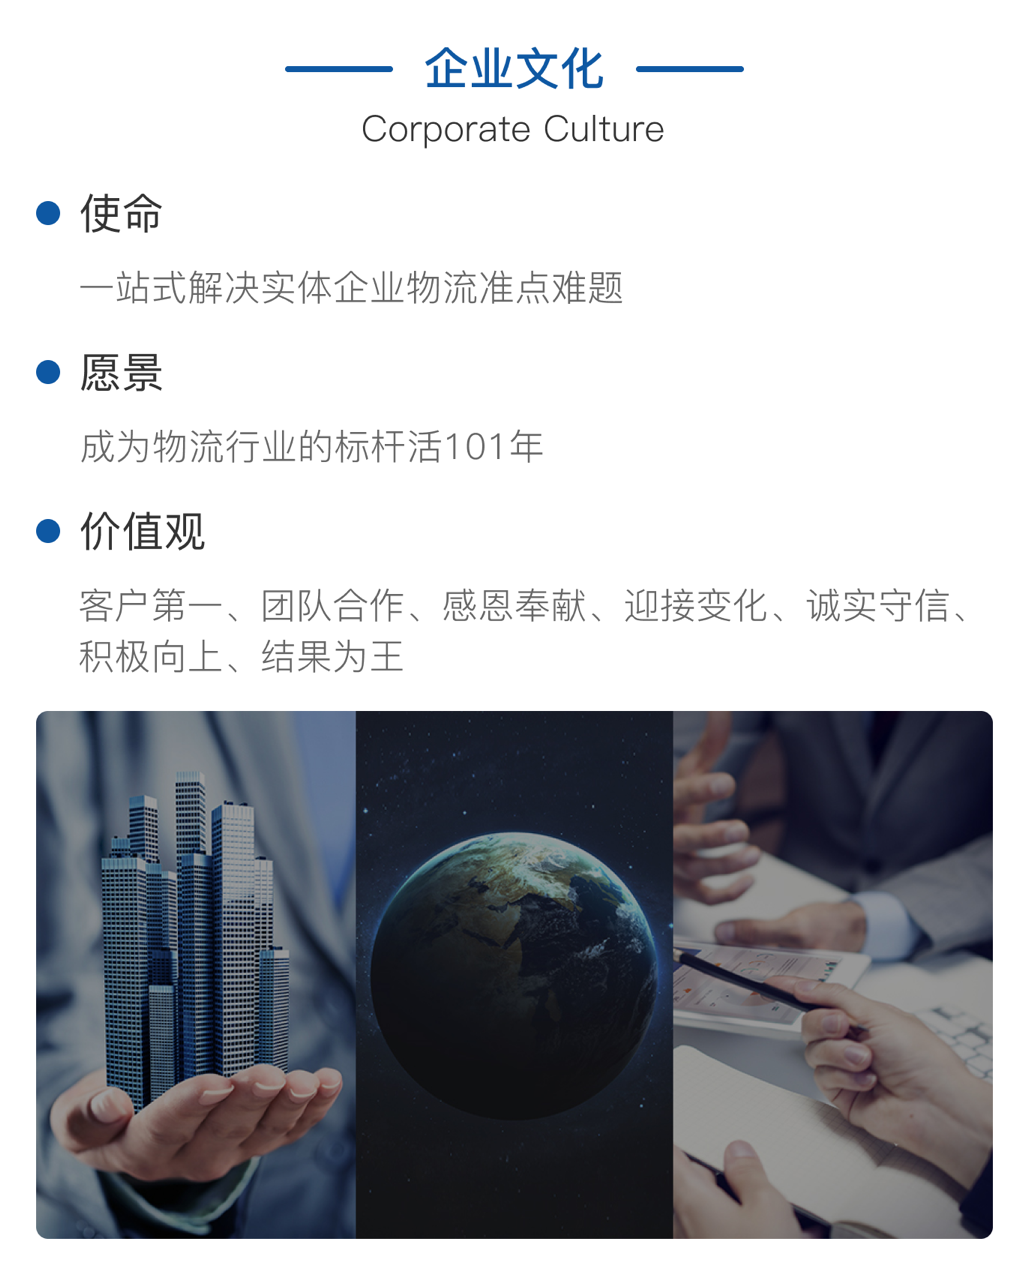 企业文化
Corporate Culture
使命
一站式解决实体企业物流准点难题
愿景
成为物流行业的标杆活101年
价值观
客户第一、团队合作、感恩奉献、迎接变化、诚实守信、
积极向上、结果为王